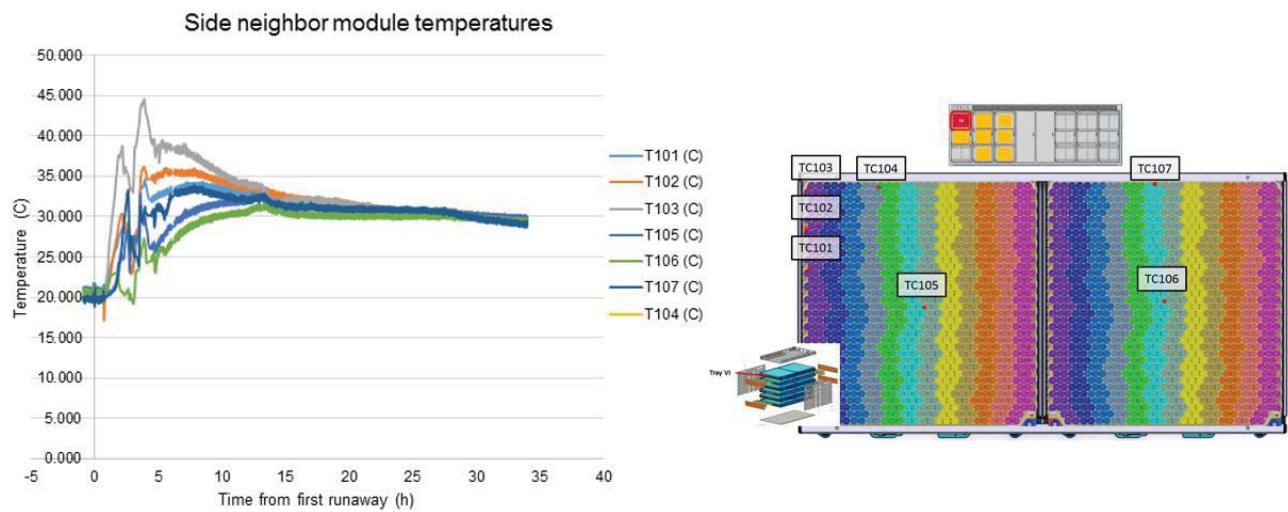 Side neighbor module temperatures
50.000
45.000
40.000
35.000
30.000
25.000
20.000
15.000
10.000
5.000
0.000
Temperature (C)
-5
0
5
10
15
20
25
30
35
40
Time from first runaway (h)
T101 (C)
T102 (C)
T103 (C)
T105 (C)
T106 (C)
T107 (C)
T104 (C)
TC103
TC104
TC107
TC102
TC101
TC105
TC106
Tray VI